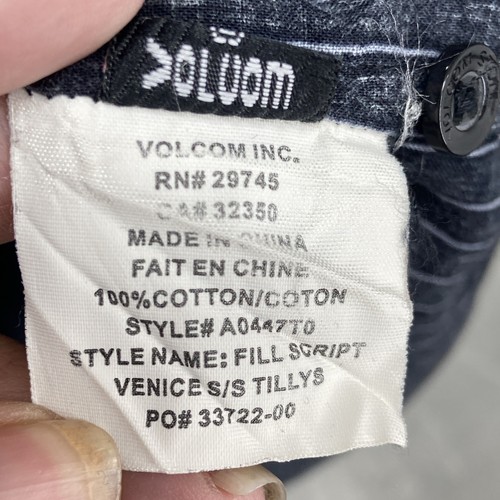 VOLCOM
VOLCOM INC.
RN# 29745
CA# 32350
MADE IN CHINA
FAIT EN CHINE
100%COTTON/COTON
STYLE# A0447T0
STYLE NAME: FILL SCRIPT
VENICE S/S TILLYS
PO# 33722-00